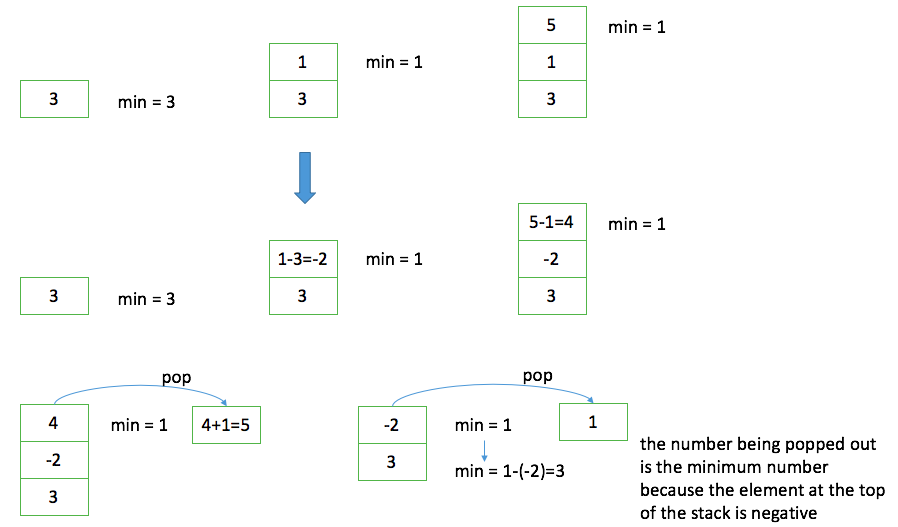 5
min = 1
1
min = 1
1
3
min = 3
3
3
5-1=4
min = 1
1-3=-2
min = 1
-2
3
min = 3
3
3
pop
pop
4
min = 1
4+1=5
-2
min = 1
1
-2
3
min = 1-(-2)=3
3
the number being popped out
is the minimum number
because the element at the top
of the stack is negative